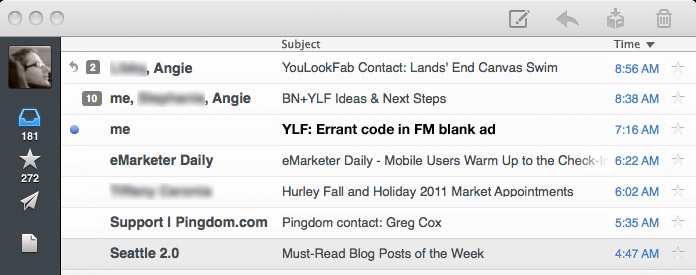 Subject Time
2 , Angie YouLookFab Contact: Lands' End Canvas Swim 8:56 AM
10 me, , Angie BN+YLF Ideas & Next Steps 8:38 AM
181
me YLF: Errant code in FM blank ad 7:16 AM
eMarketer Daily eMarketer Daily - Mobile Users Warm Up to the Check-In 6:22 AM
272
Hurley Fall and Holiday 2011 Market Appointments 6:02 AM
Support | Pingdom.com Pingdom contact: Greg Cox 5:35 AM
Seattle 2.0 Must-Read Blog Posts of the Week 4:47 AM